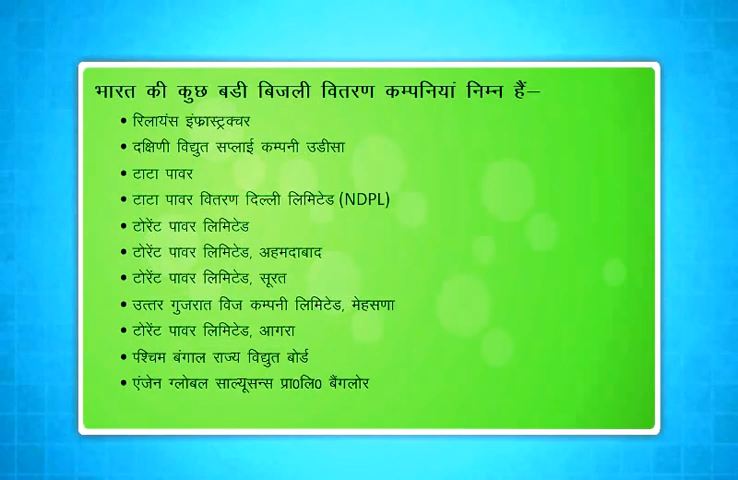 भारत की कुछ बडी बिजली वितरण कम्पनियां निम्न हैं—
• रिलायंस इंफ्रास्ट्रक्चर
• दक्षिणी विद्युत सप्लाई कम्पनी उडीसा
• टाटा पावर
• टाटा पावर वितरण दिल्ली लिमिटेड (NDPL)
• टोरेंट पावर लिमिटेड
• टोरेंट पावर लिमिटेड, अहमदाबाद
• टोरेंट पावर लिमिटेड, सूरत
• उत्तर गुजरात विज कम्पनी लिमिटेड, मेहसणा
• टोरेंट पावर लिमिटेड, आगरा
• पश्चिम बंगाल राज्य विद्युत बोर्ड
• एंजेन ग्लोबल साल्यूसन्स प्रा0लि0 बैंगलोर